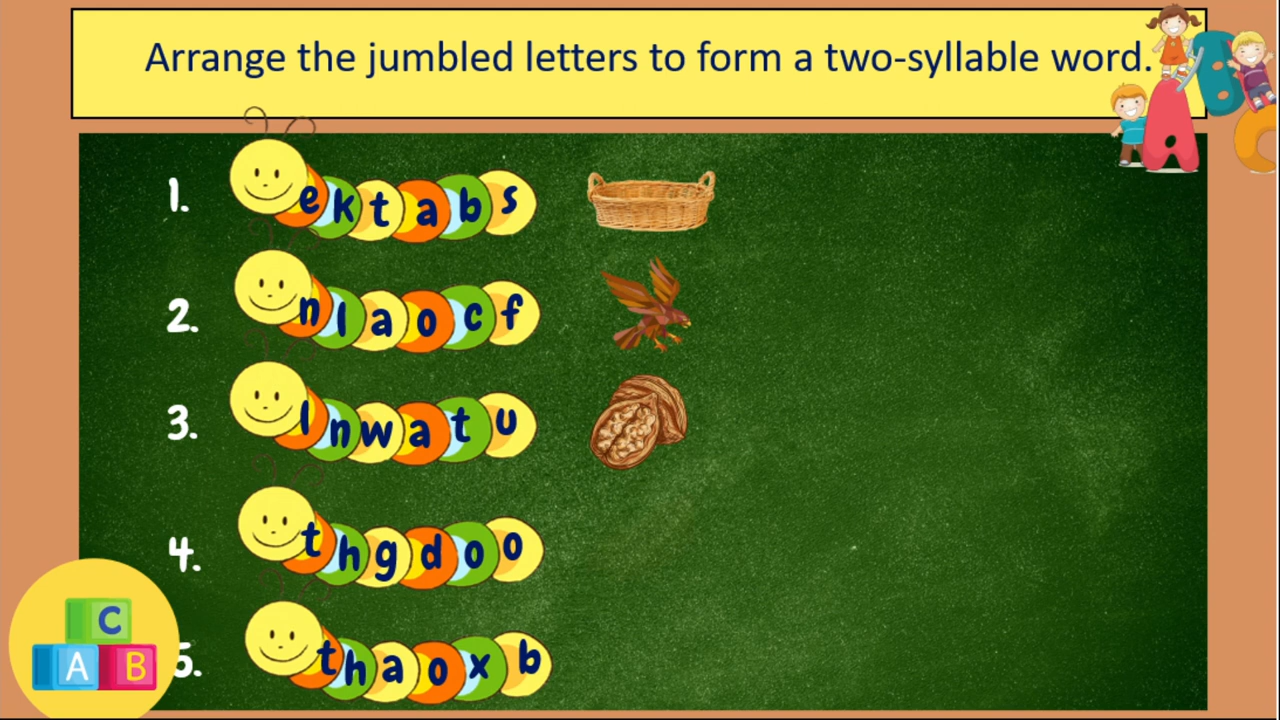 Arrange the jumbled letters to form a two-syllable word.
1. ektabs
2. nlaocf
3. lnwatu
4. thgdoo
5. thaoxb
C
A B
A